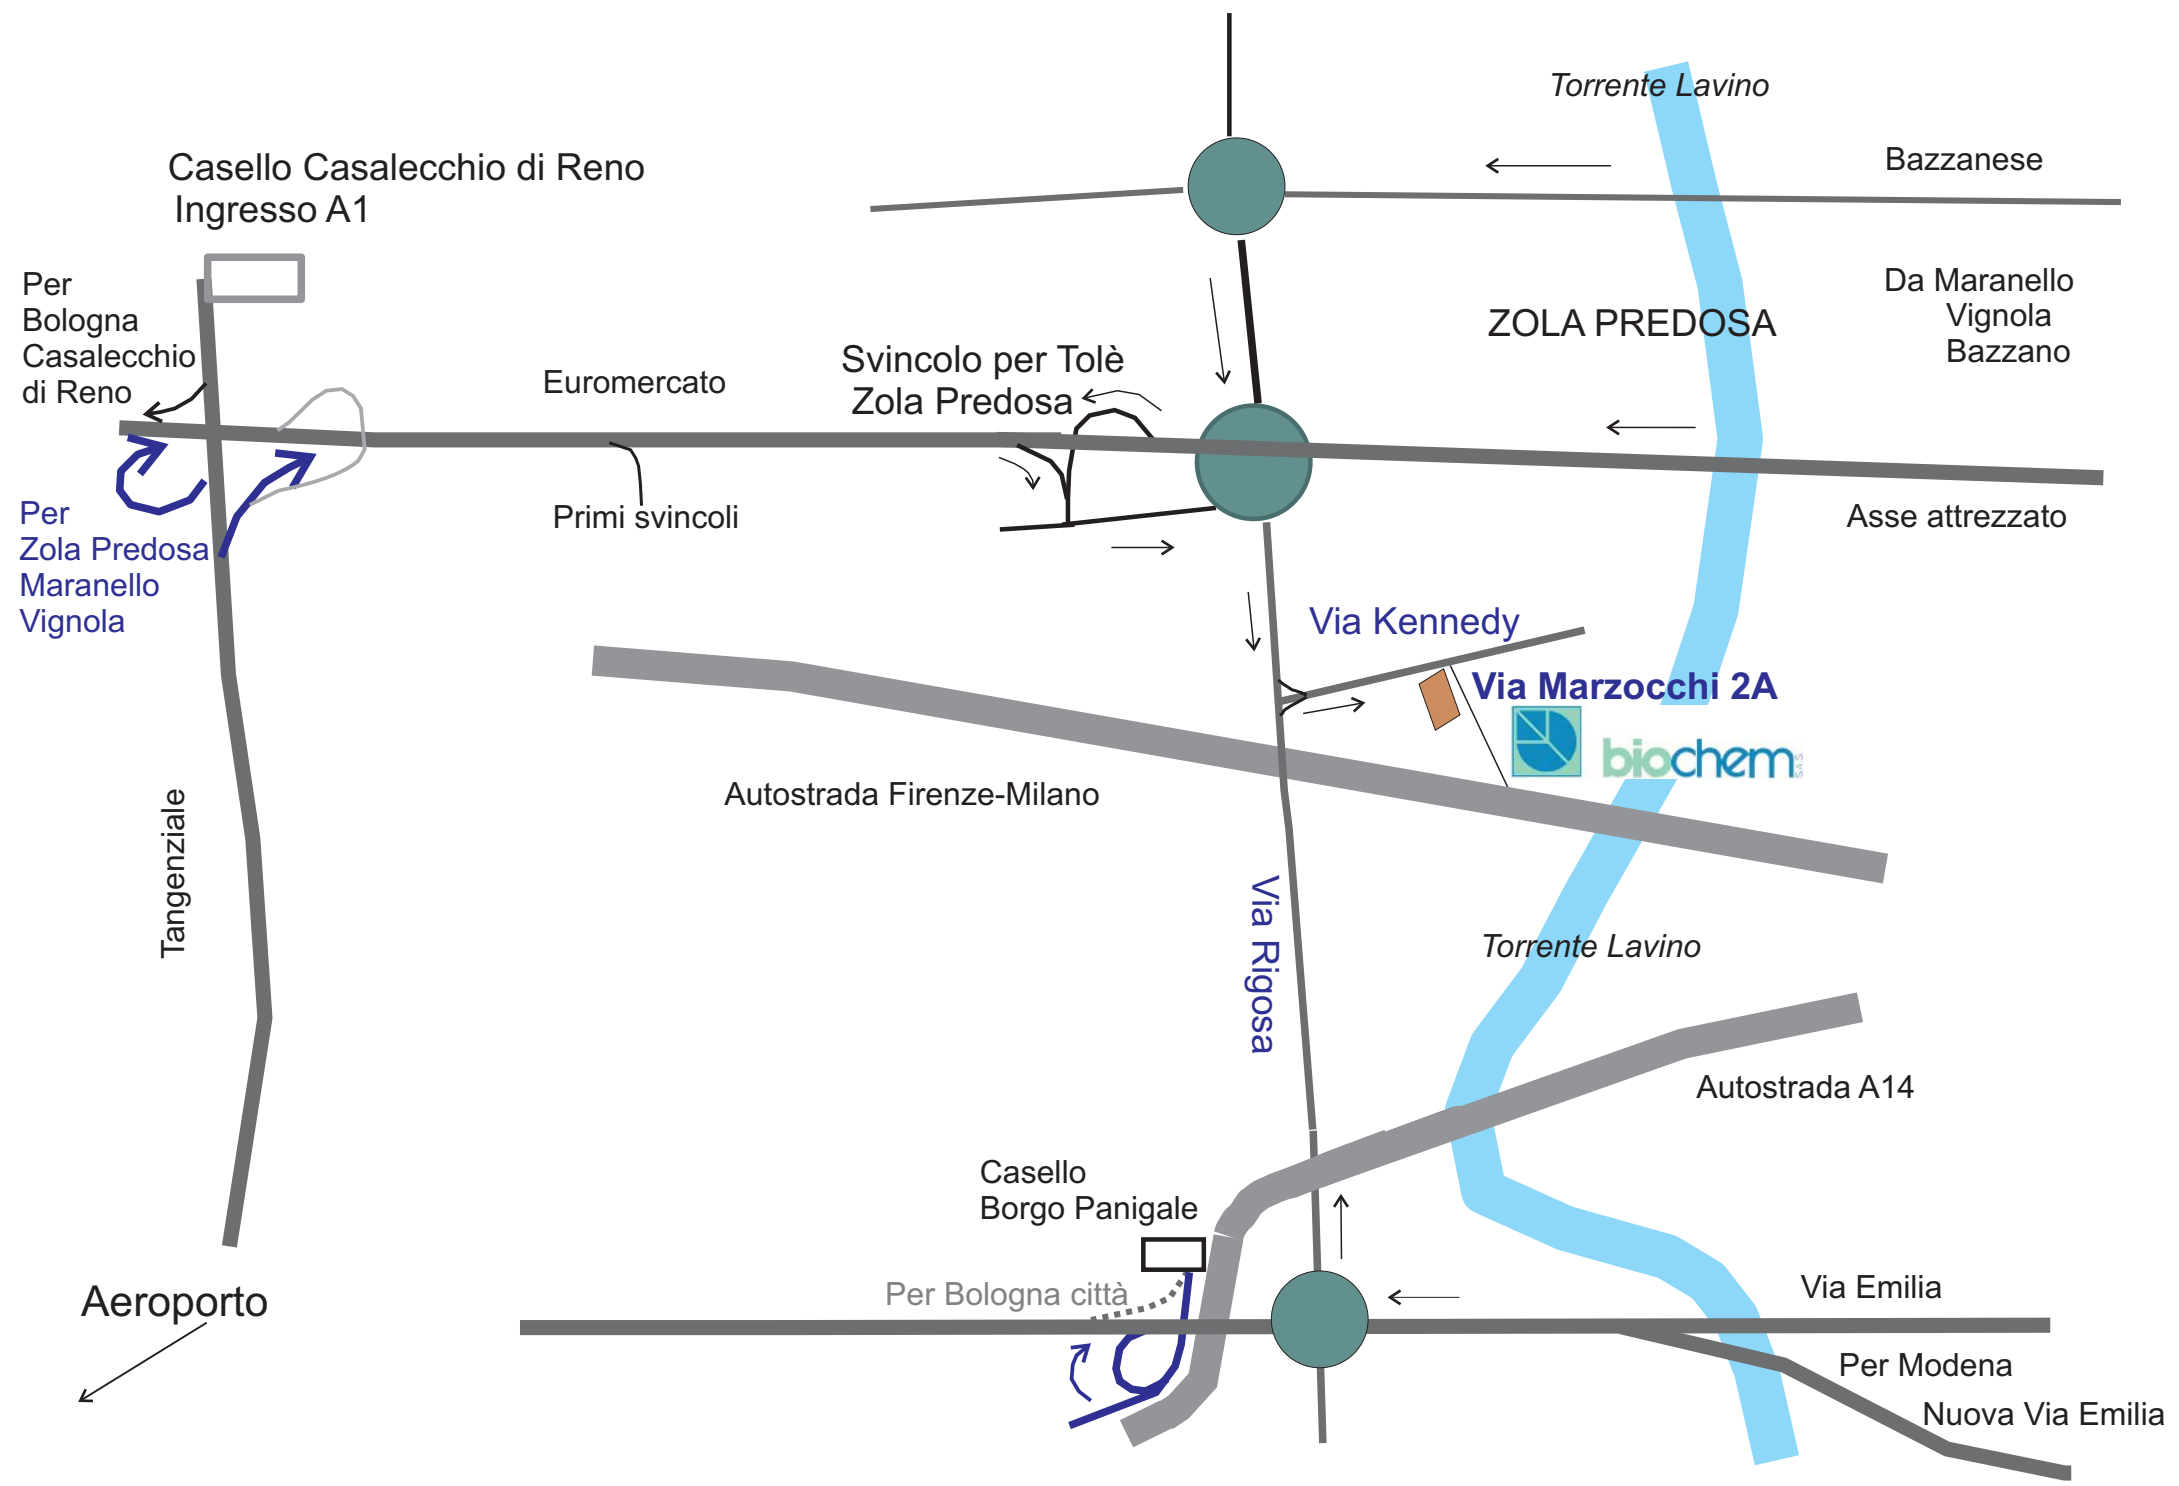 Torrente Lavino
Bazzanese
Casello Casalecchio di Reno
Ingresso A1
Per
Bologna
Casalecchio
di Reno
Da Maranello
Vignola
Bazzano
ZOLA PREDOSA
Svincolo per Tolè
Zola Predosa
Euromercato
Primi svincoli
Asse attrezzato
Per
Zola Predosa
Maranello
Vignola
Via Kennedy
Via Marzocchi 2A
biochem S.A.S.
Autostrada Firenze-Milano
Tangenziale
Via Rigosa
Torrente Lavino
Autostrada A14
Casello
Borgo Panigale
Per Bologna città
Aeroporto
Via Emilia
Per Modena
Nuova Via Emilia